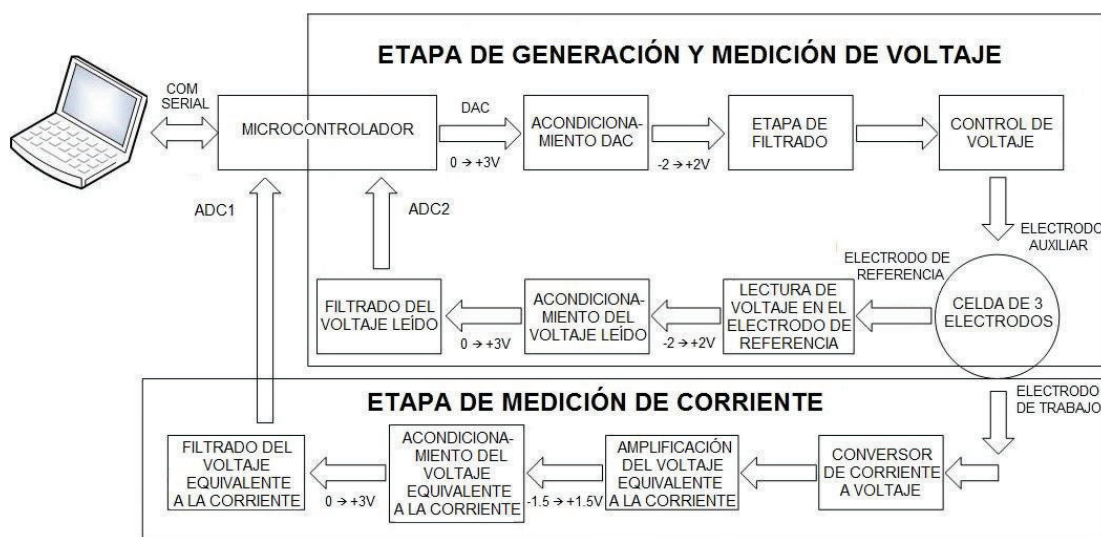 ETAPA DE GENERACIÓN Y MEDICIÓN DE VOLTAJE
COM
SERIAL
MICROCONTROLADOR
DAC
0 → +3V
ACONDICIONA-
MIENTO DAC
-2 → +2V
ETAPA DE
FILTRADO
CONTROL DE
VOLTAJE
ADC1
ADC2
ELECTRODO
AUXILIAR
ELECTRODO DE
REFERENCIA
CELDA DE 3
ELECTRODOS
LECTURA DE
VOLTAJE EN EL
ELECTRODO DE
REFERENCIA
-2 → +2V
ACONDICIONA-
MIENTO DEL
VOLTAJE LEÍDO
0 → +3V
FILTRADO DEL
VOLTAJE LEÍDO
ETAPA DE MEDICIÓN DE CORRIENTE
ELECTRODO
DE TRABAJO
CONVERSOR
DE CORRIENTE
A VOLTAJE
AMPLIFICACIÓN
DEL VOLTAJE
EQUIVALENTE
A LA CORRIENTE
-1.5 → +1.5V
ACONDICIONA-
MIENTO DEL
VOLTAJE
EQUIVALENTE
A LA CORRIENTE
0 → +3V
FILTRADO DEL
VOLTAJE
EQUIVALENTE
A LA CORRIENTE